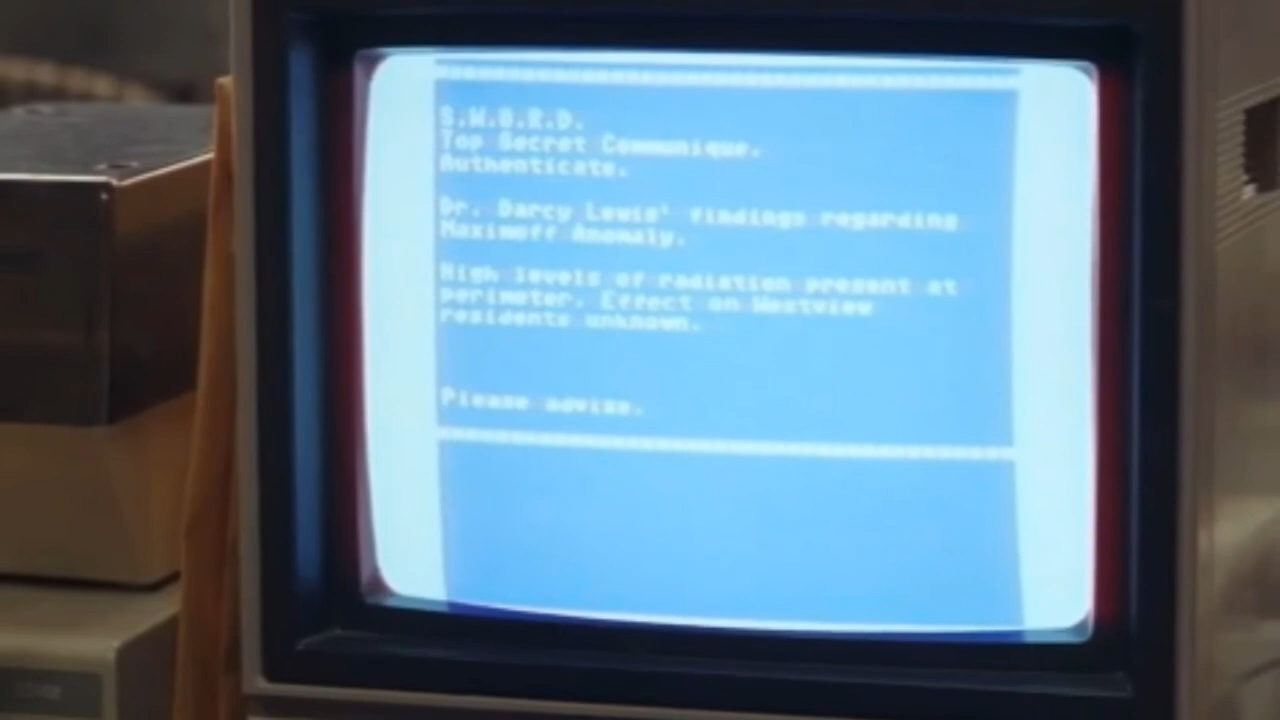 S.W.O.R.D.
Top Secret Communique.
Authenticate.
Dr. Darcy Lewis' findings regarding
Maximoff Anomaly.
High levels of radiation present at
perimeter. Effect on Westview
residents unknown.
Please advise.